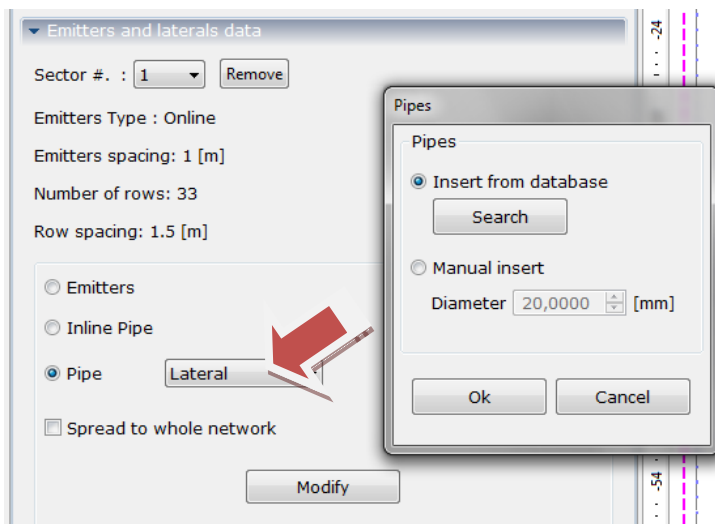 Emitters and laterals data
Sector #. : 1 Remove
Emitters Type : Online
Emitters spacing: 1 [m]
Number of rows: 33
Row spacing: 1.5 [m]
Emitters
Inline Pipe
Pipe Lateral
Spread to whole network
Modify
Pipes
Pipes
Insert from database
Search
Manual insert
Diameter 20,0000 [mm]
Ok Cancel
-24
-54